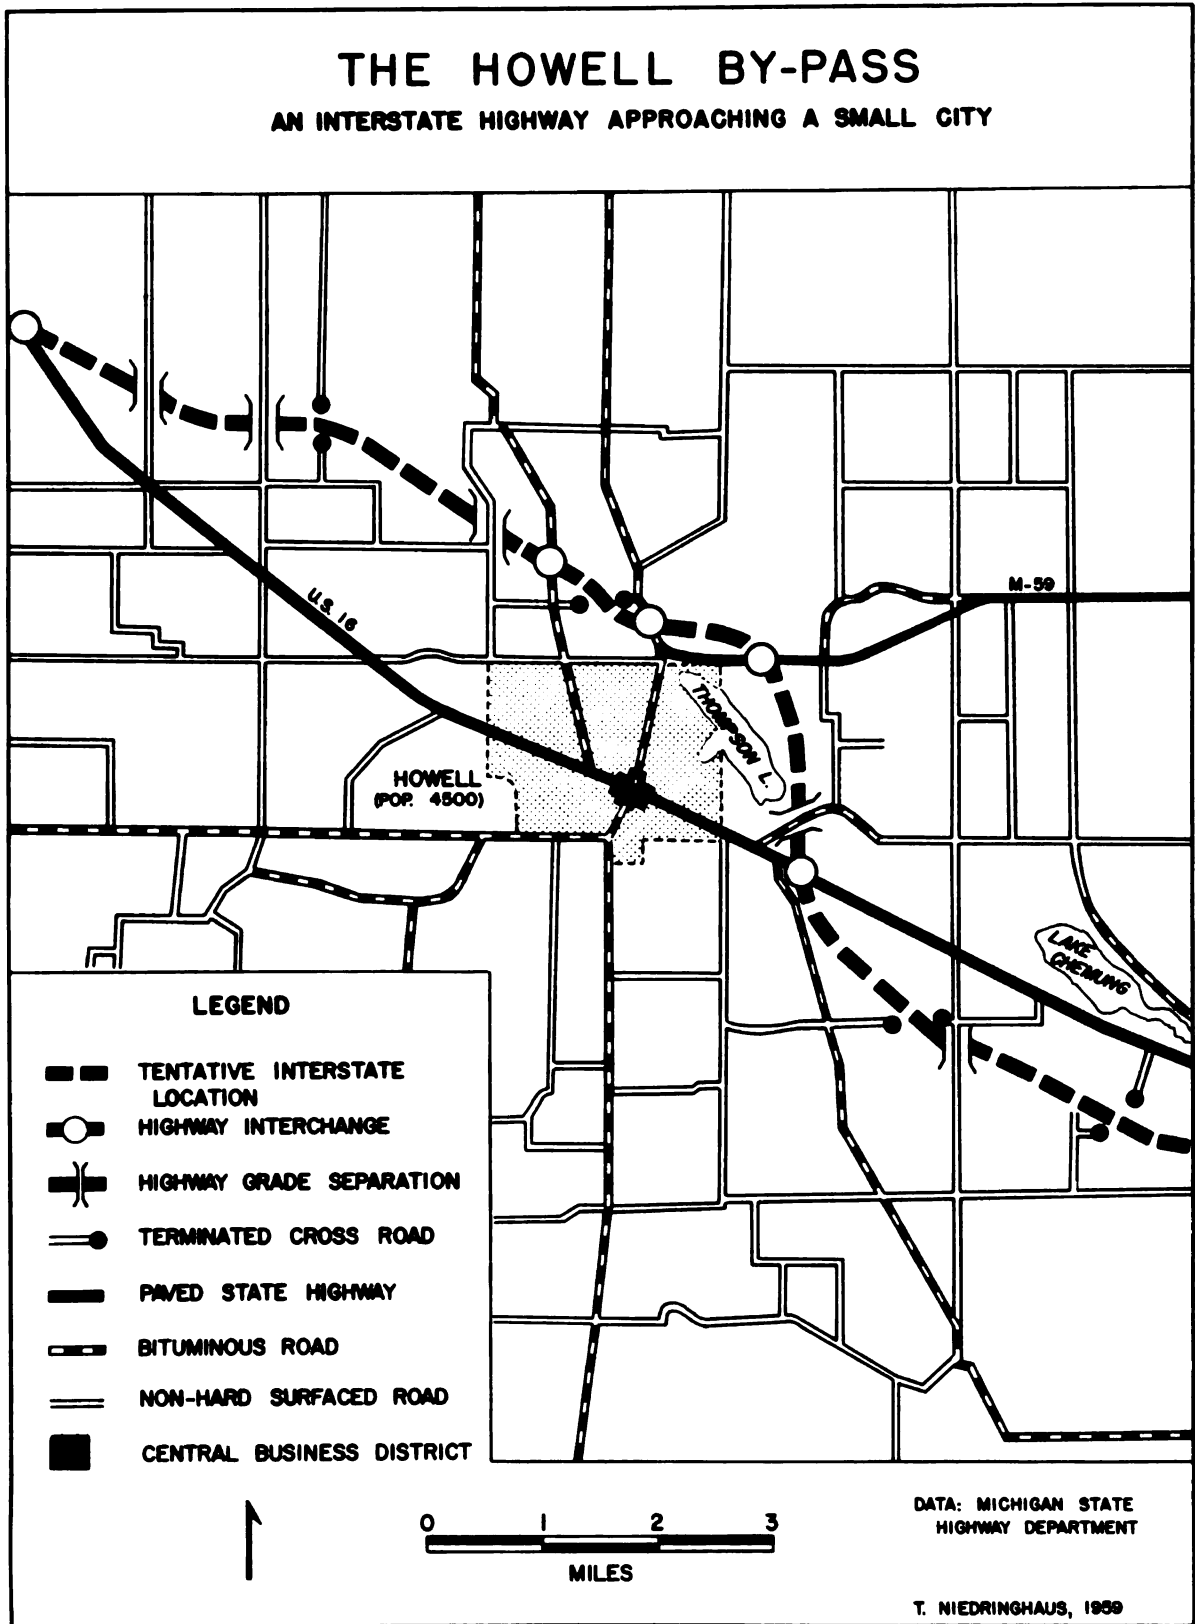 THE HOWELL BY-PASS
AN INTERSTATE HIGHWAY APPROACHING A SMALL CITY
M-59
U.S. 16
THOMPSON L.
HOWELL
(POP. 4500)
LAKE
CHEMUNG
LEGEND
TENTATIVE INTERSTATE
LOCATION
HIGHWAY INTERCHANGE
HIGHWAY GRADE SEPARATION
TERMINATED CROSS ROAD
PAVED STATE HIGHWAY
BITUMINOUS ROAD
NON-HARD SURFACED ROAD
CENTRAL BUSINESS DISTRICT
0 1 2 3
MILES
DATA: MICHIGAN STATE
HIGHWAY DEPARTMENT
T. NIEDRINGHAUS, 1959